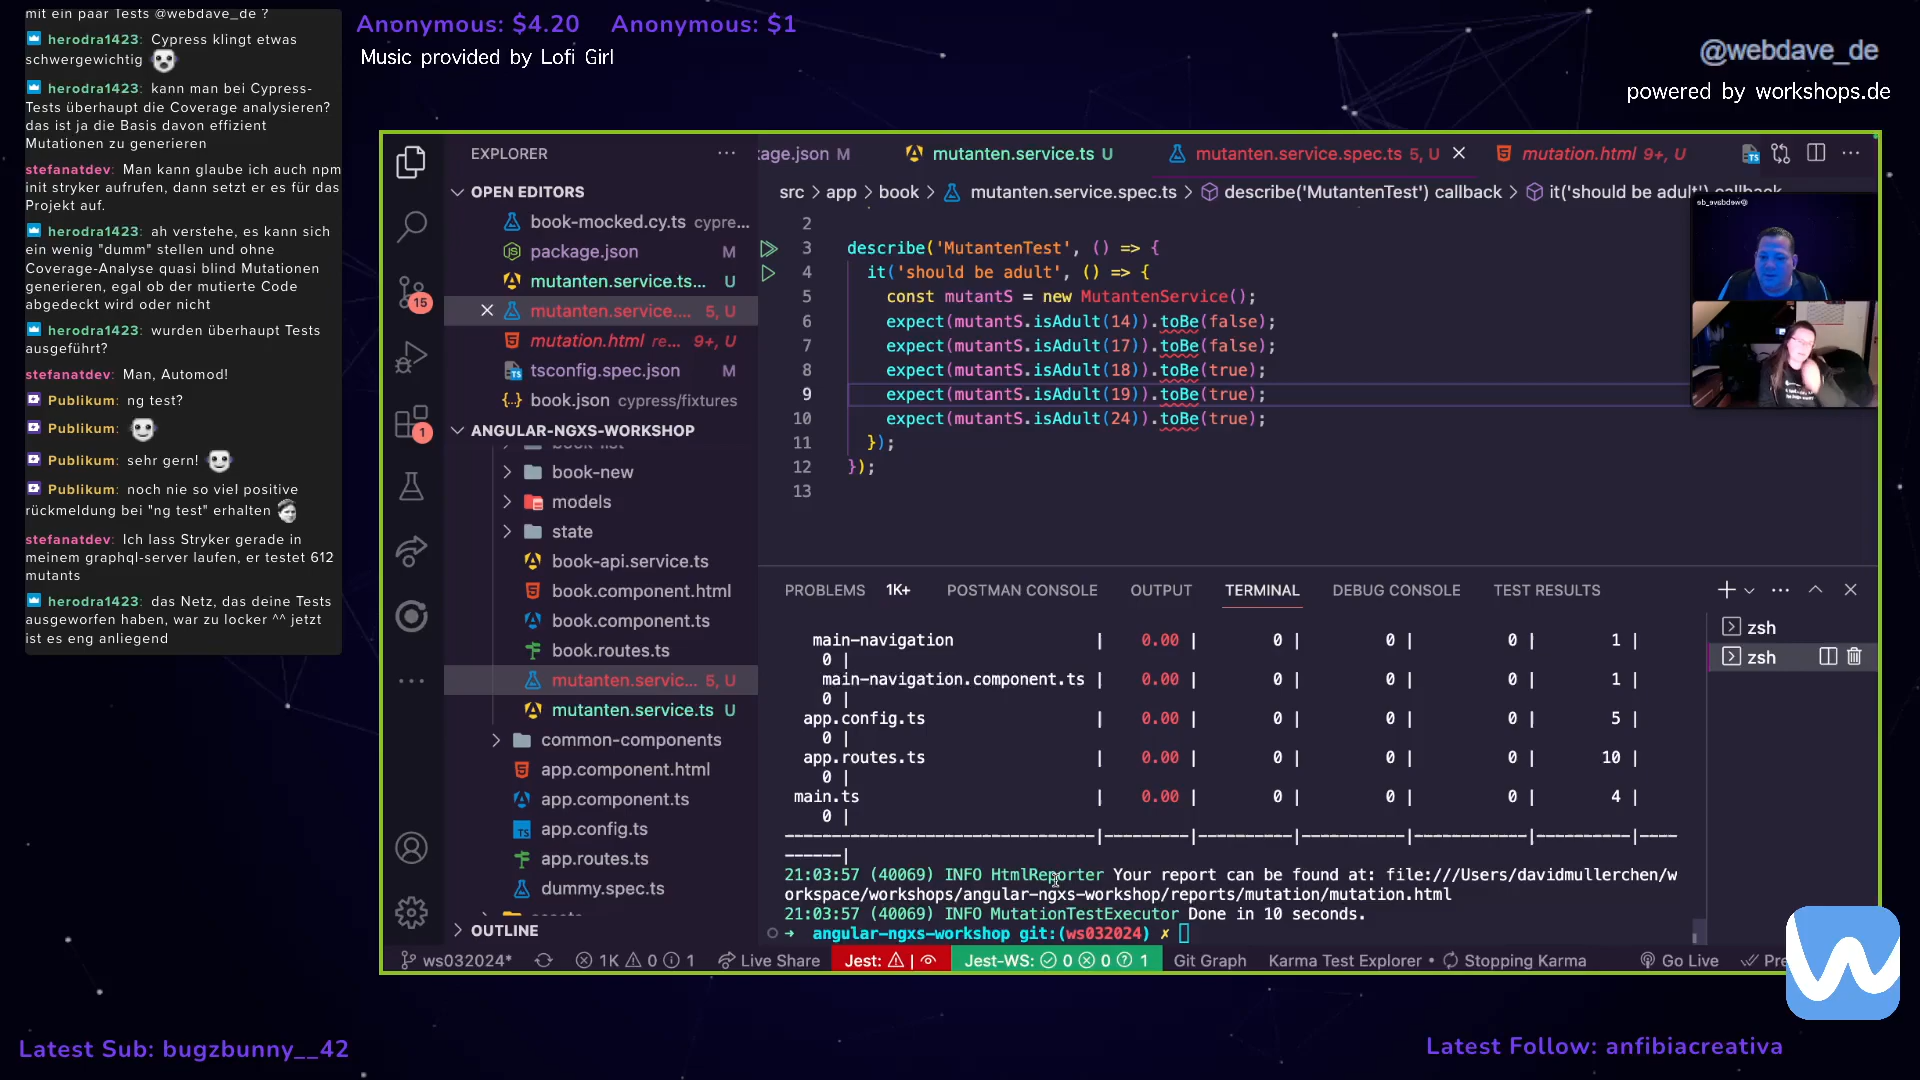 mit ein paar Tests @webdave_de ?
herodra1423: Cypress klingt etwas
schwergewichtig
herodra1423: kann man bei Cypress-
Tests überhaupt die Coverage analysieren?
das ist ja die Basis davon effizient
Mutationen zu generieren
stefanatdev: Man kann glaube ich auch npm
init stryker aufrufen, dann setzt er es für das
Projekt auf.
herodra1423: ah verstehe, es kann sich
ein wenig "dumm" stellen und ohne
Coverage-Analyse quasi blind Mutationen
generieren, egal ob der mutierte Code
abgedeckt wird oder nicht
herodra1423: wurden überhaupt Tests
ausgeführt?
stefanatdev: Man, Automod!
Publikum: ng test?
Publikum:
Publikum: sehr gern!
Publikum: noch nie so viel positive
rückmeldung bei "ng test" erhalten
stefanatdev: Ich lass Stryker gerade in
meinem graphql-server laufen, er testet 612
mutants
herodra1423: das Netz, das deine Tests
ausgeworfen haben, war zu locker ^^ jetzt
ist es eng anliegend
Anonymous: $4.20 Anonymous: $1
Music provided by Lofi Girl
@webdave_de
powered by workshops.de
EXPLORER ···
OPEN EDITORS
book-mocked.cy.ts cypre...
package.json M
mutanten.service.ts... U
mutanten.service.... 5, U
mutation.html re... 9+, U
tsconfig.spec.json M
book.json cypress/fixtures
ANGULAR-NGXS-WORKSHOP
book-new
models
state
book-api.service.ts
book.component.html
book.component.ts
book.routes.ts
mutanten.servic... 5, U
mutanten.service.ts U
common-components
app.component.html
app.component.ts
app.config.ts
app.routes.ts
dummy.spec.ts
OUTLINE
15
1
kage.json M mutanten.service.ts U mutanten.service.spec.ts 5, U mutation.html 9+, U
src > app > book > mutanten.service.spec.ts > describe('MutantenTest') callback > it('should be adult') callback
@webdave_de
2
3 describe('MutantenTest', () => {
4 it('should be adult', () => {
5 const mutantS = new MutantenService();
6 expect(mutantS.isAdult(14)).toBe(false);
7 expect(mutantS.isAdult(17)).toBe(false);
8 expect(mutantS.isAdult(18)).toBe(true);
9 expect(mutantS.isAdult(19)).toBe(true);
10 expect(mutantS.isAdult(24)).toBe(true);
11 });
12 });
13
PROBLEMS 1K+ POSTMAN CONSOLE OUTPUT TERMINAL DEBUG CONSOLE TEST RESULTS
zsh
zsh
main-navigation | 0.00 | 0 | 0 | 0 | 1 |
0 |
main-navigation.component.ts | 0.00 | 0 | 0 | 0 | 1 |
0 |
app.config.ts | 0.00 | 0 | 0 | 0 | 5 |
0 |
app.routes.ts | 0.00 | 0 | 0 | 0 | 10 |
0 |
main.ts | 0.00 | 0 | 0 | 0 | 4 |
0 |
---------------------------------|---------|----------|-----------|------------|----------|----
------|
21:03:57 (40069) INFO HtmlReporter Your report can be found at: file:///Users/davidmullerchen/w
orkspace/workshops/angular-ngxs-workshop/reports/mutation/mutation.html
21:03:57 (40069) INFO MutationTestExecutor Done in 10 seconds.
➜ angular-ngxs-workshop git:(ws032024) ✗
ws032024* 1K 0 1 Live Share Jest: | Jest-WS: 0 0 1 Git Graph Karma Test Explorer • Stopping Karma Go Live Pre
Latest Sub: bugzbunny__42
Latest Follow: anfibiacreativa